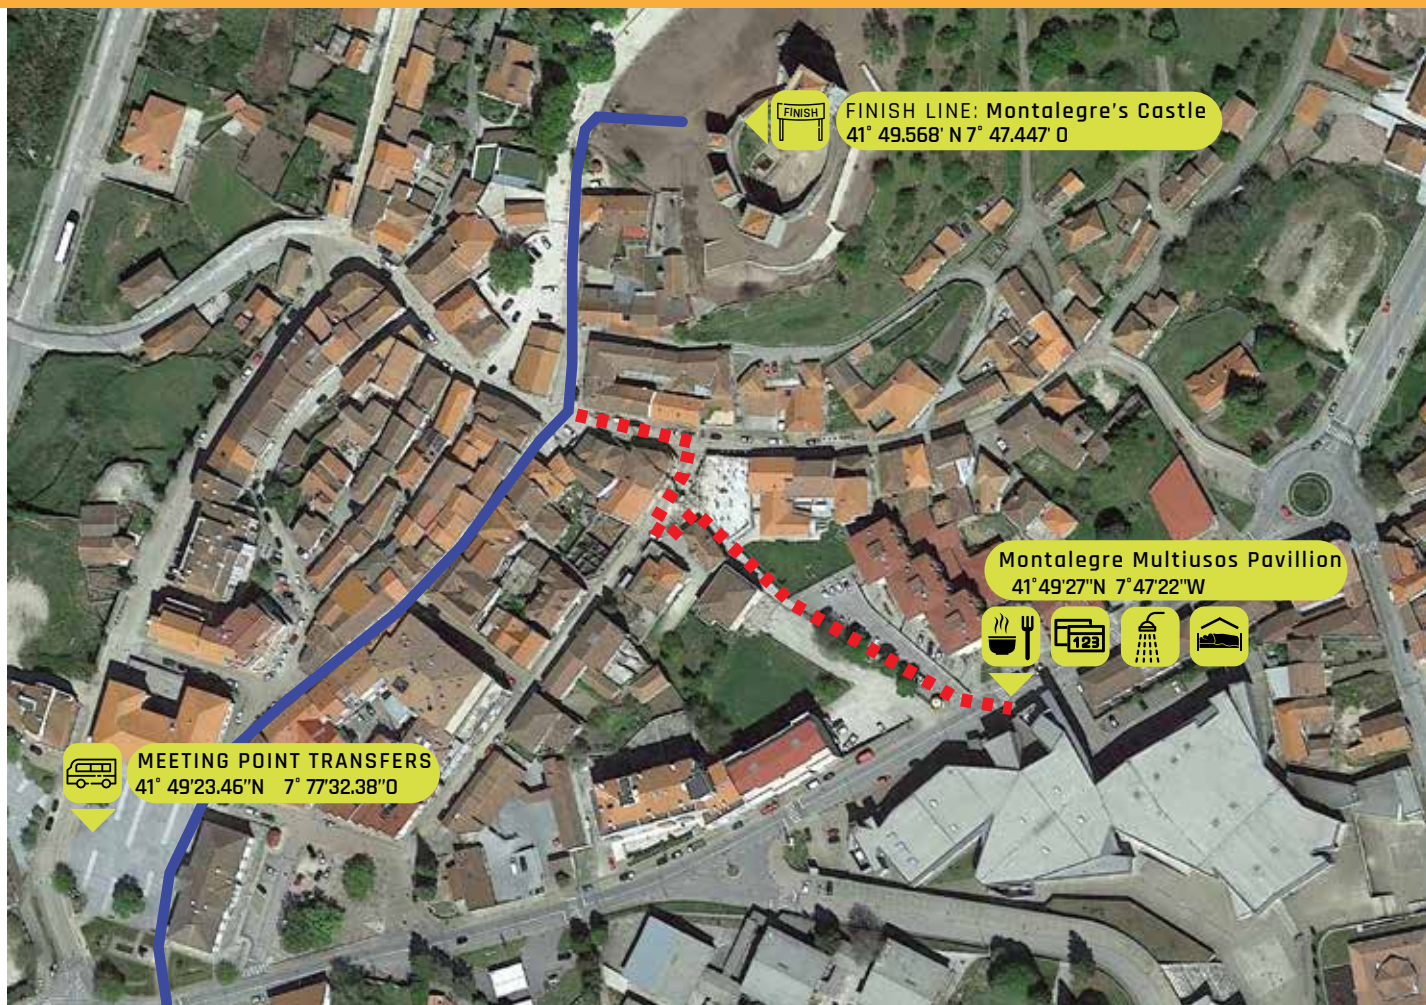 FINISH
FINISH LINE: Montalegre's Castle
41° 49.568' N 7° 47.447' O
Montalegre Multiusos Pavillion
41°49'27"N 7°47'22"W
123
MEETING POINT TRANSFERS
41° 49'23.46"N 7° 77'32.38"O